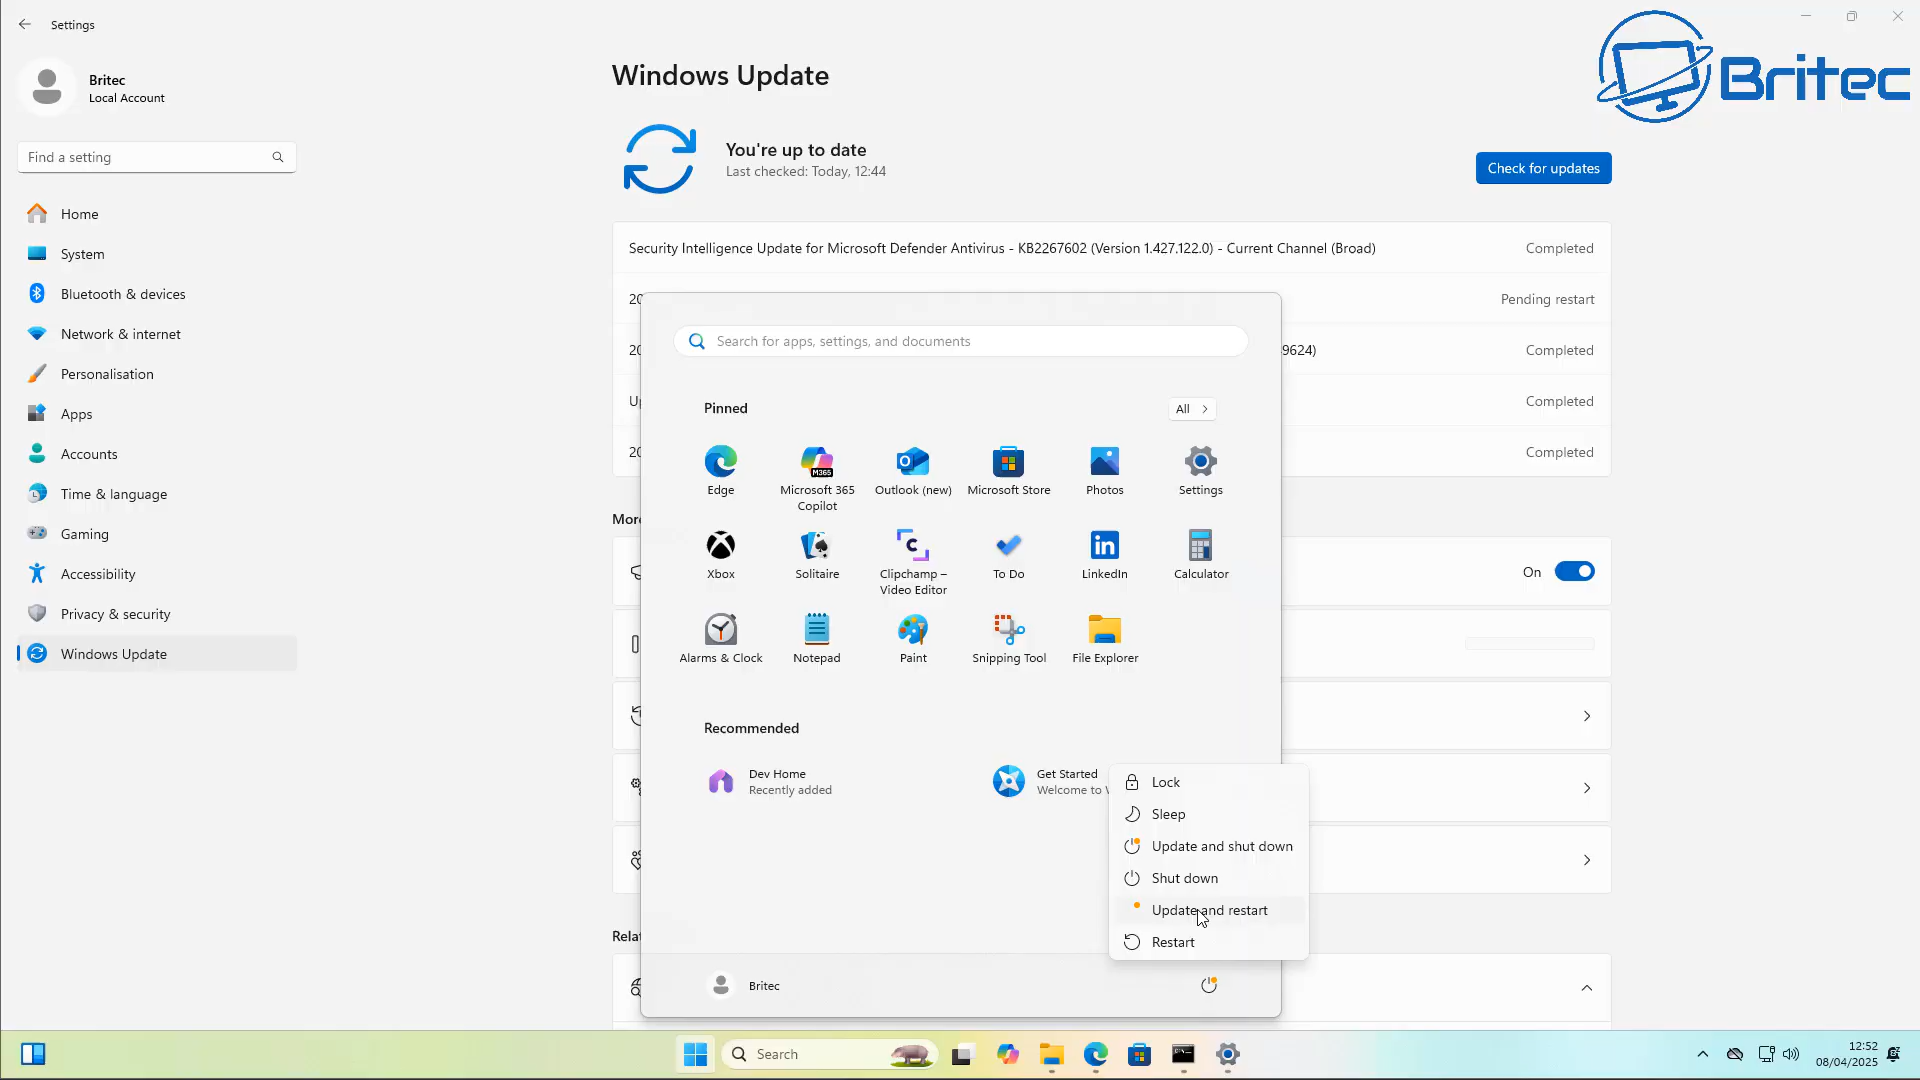 Settings
Britec
Local Account
Find a setting
Home
System
Bluetooth & devices
Network & internet
Personalisation
Apps
Accounts
Time & language
Gaming
Accessibility
Privacy & security
Windows Update
Britec
Windows Update
You're up to date
Last checked: Today, 12:44
Check for updates
Security Intelligence Update for Microsoft Defender Antivirus - KB2267602 (Version 1.427.122.0) - Current Channel (Broad)
Completed
Pending restart
9624)
Completed
Completed
Completed
On
Search for apps, settings, and documents
Pinned
All
Edge
Microsoft 365
Copilot
M365
Outlook (new)
Microsoft Store
Photos
Settings
Xbox
Solitaire
Clipchamp –
Video Editor
To Do
LinkedIn
Calculator
Alarms & Clock
Notepad
Paint
Snipping Tool
File Explorer
Recommended
Dev Home
Recently added
Get Started
Welcome to
Lock
Sleep
Update and shut down
Shut down
Update and restart
Restart
Britec
Search
12:52
08/04/2025